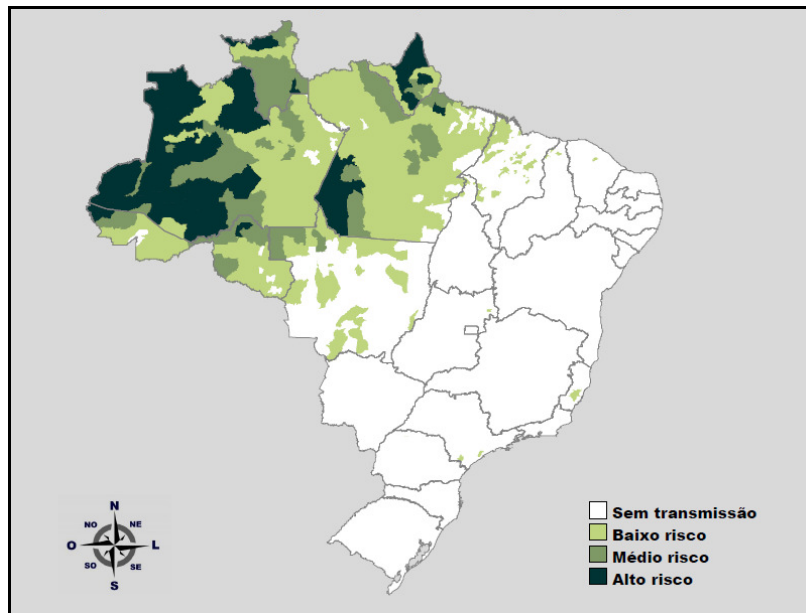 N
NO NE
O L
SO SE
S
Sem transmissão
Baixo risco
Médio risco
Alto risco